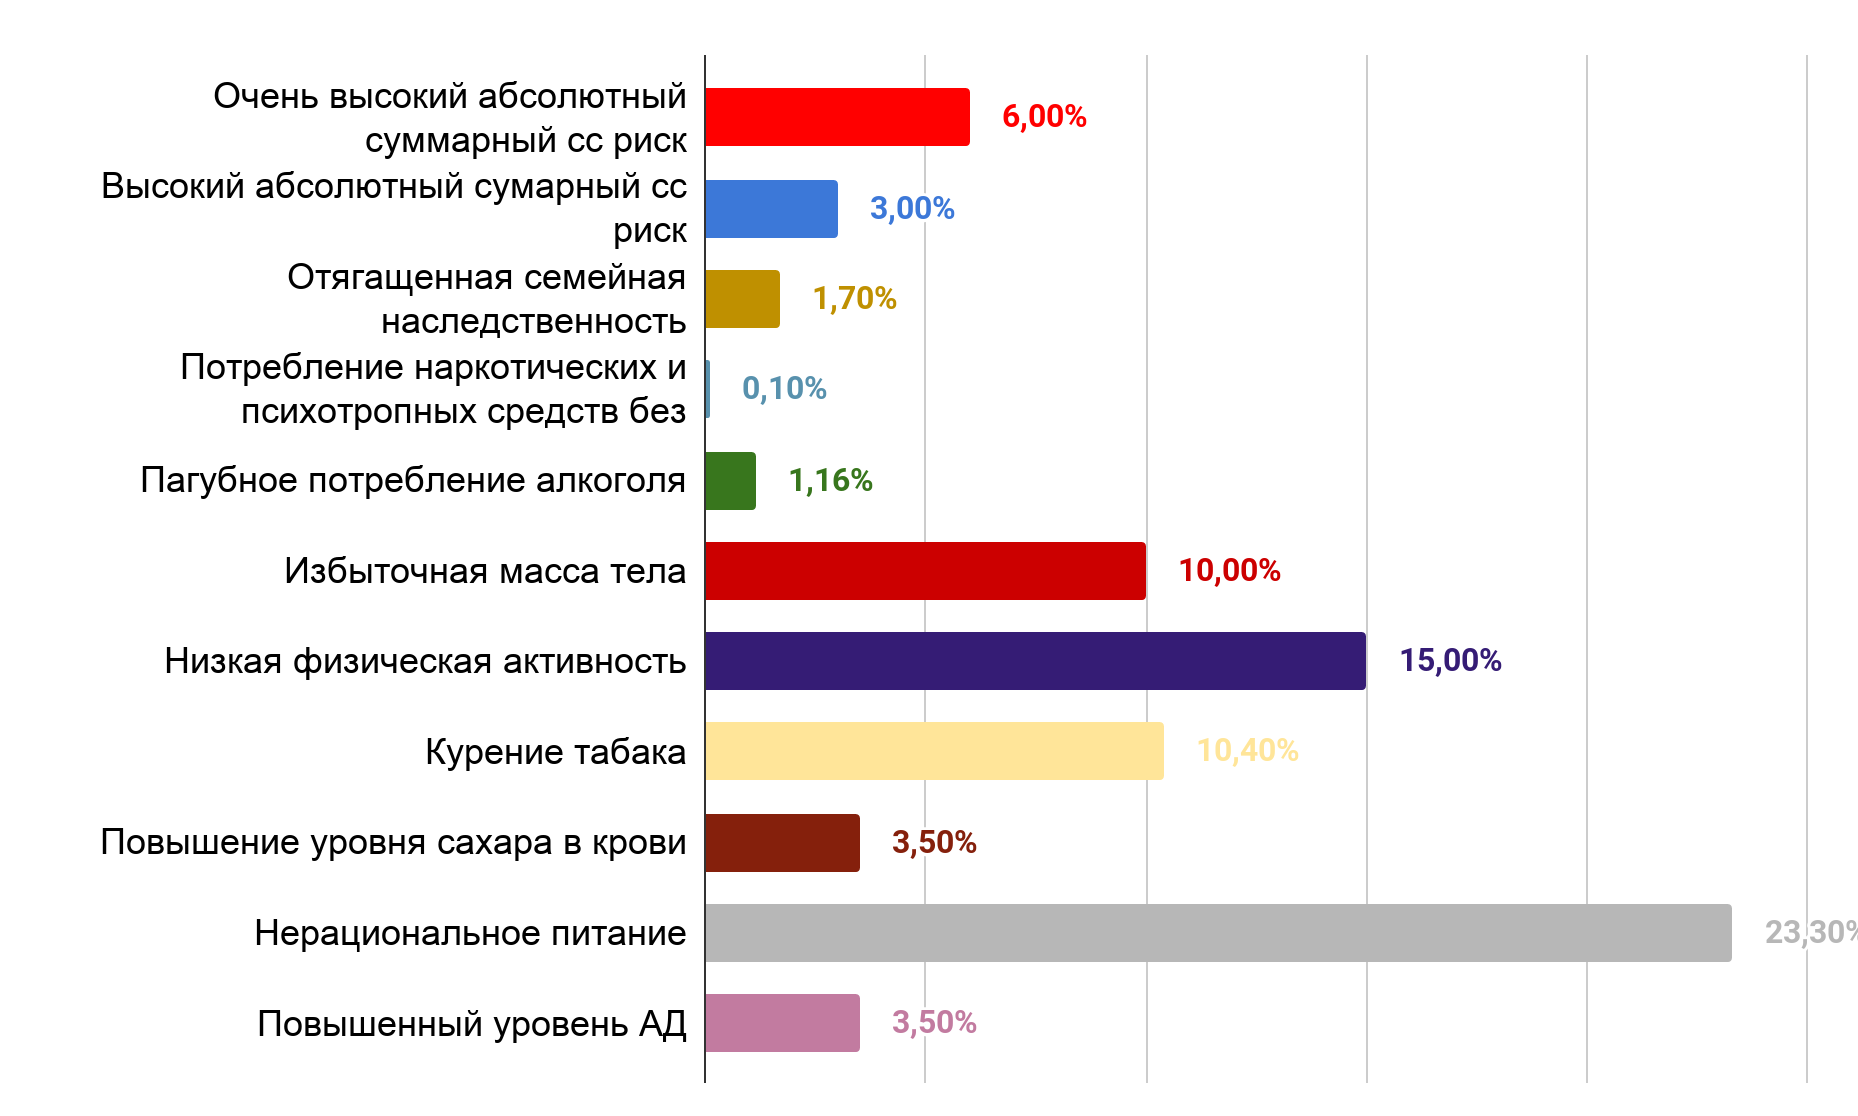 Очень высокий абсолютный
суммарный сс риск
6,00%
Высокий абсолютный сумарный сс
риск
3,00%
Отягащенная семейная
наследственность
1,70%
Потребление наркотических и
психотропных средств без
0,10%
Пагубное потребление алкоголя
1,16%
Избыточная масса тела
10,00%
Низкая физическая активность
15,00%
Курение табака
10,40%
Повышение уровня сахара в крови
3,50%
Нерациональное питание
23,30%
Повышенный уровень АД
3,50%